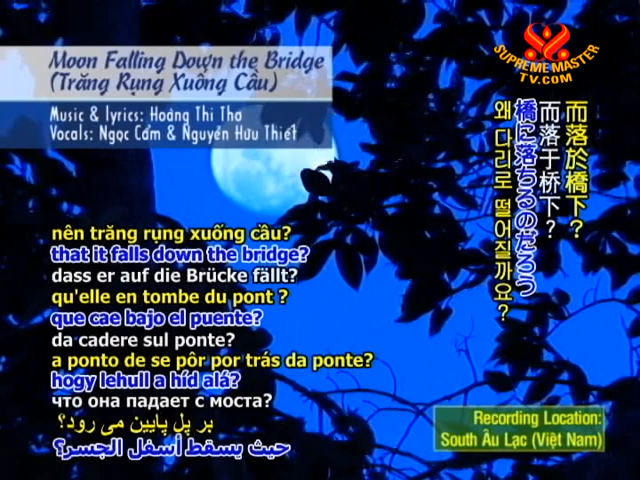 Moon Falling Down the Bridge
(Trăng Rụng Xuống Cầu)
Music & lyrics: Hoàng Thi Thơ
Vocals: Ngọc Cẩm & Nguyễn Hữu Thiết
SUPREME MASTER
TV.COM
而落於橋下?
而落于桥下?
橋に落ちるのだろう
왜 다리로 떨어질까요?
nên trăng rụng xuống cầu?
that it falls down the bridge?
dass er auf die Brücke fällt?
qu'elle en tombe du pont ?
que cae bajo el puente?
da cadere sul ponte?
a ponto de se pôr por trás da ponte?
hogy lehull a híd alá?
что она падает с моста?
بر پل پایین می رود؟
حيث يسقط أسفل الجسر؟
Recording Location:
South Âu Lạc (Việt Nam)